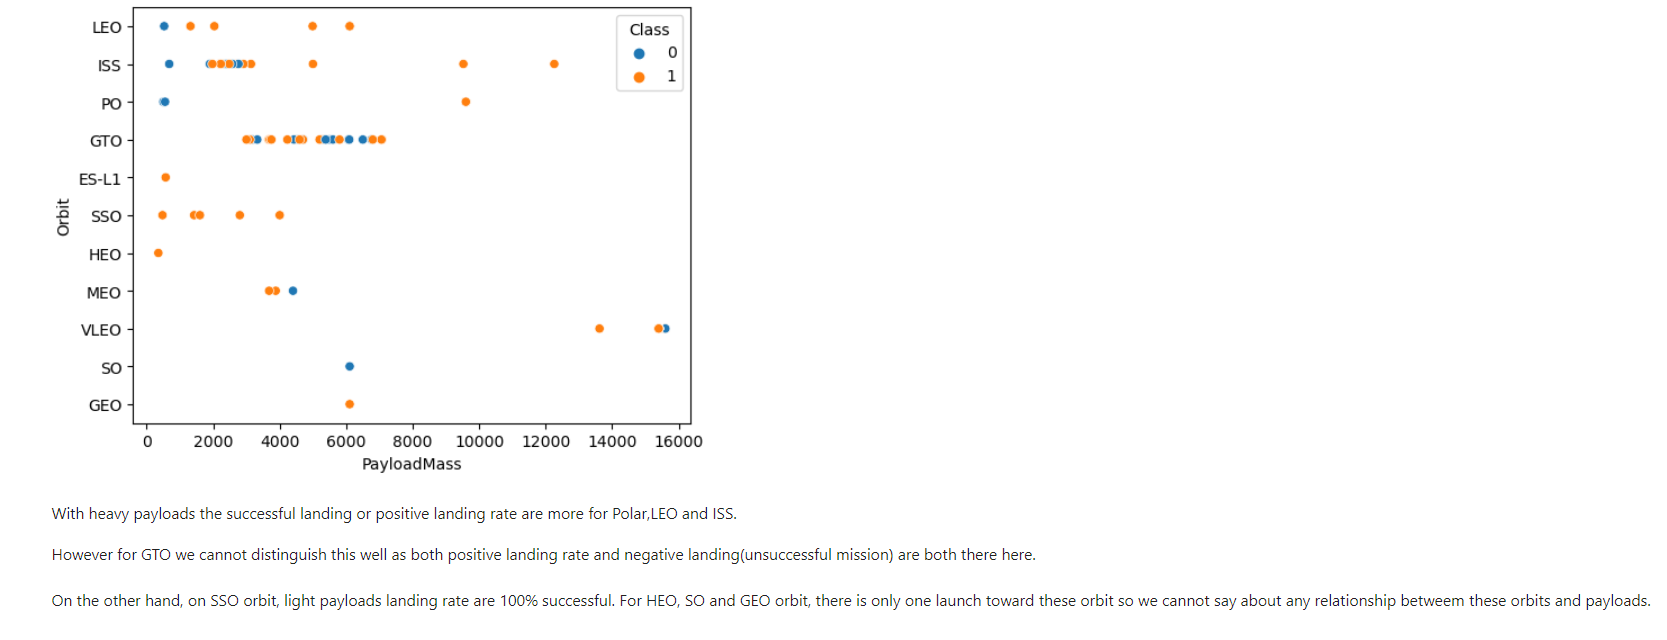 LEO
ISS
PO
GTO
ES-L1
SSO
HEO
MEO
VLEO
SO
GEO
Orbit
Class
0
1
0 2000 4000 6000 8000 10000 12000 14000 16000
PayloadMass
With heavy payloads the successful landing or positive landing rate are more for Polar,LEO and ISS.
However for GTO we cannot distinguish this well as both positive landing rate and negative landing(unsuccessful mission) are both there here.
On the other hand, on SSO orbit, light payloads landing rate are 100% successful. For HEO, SO and GEO orbit, there is only one launch toward these orbit so we cannot say about any relationship betweem these orbits and payloads.